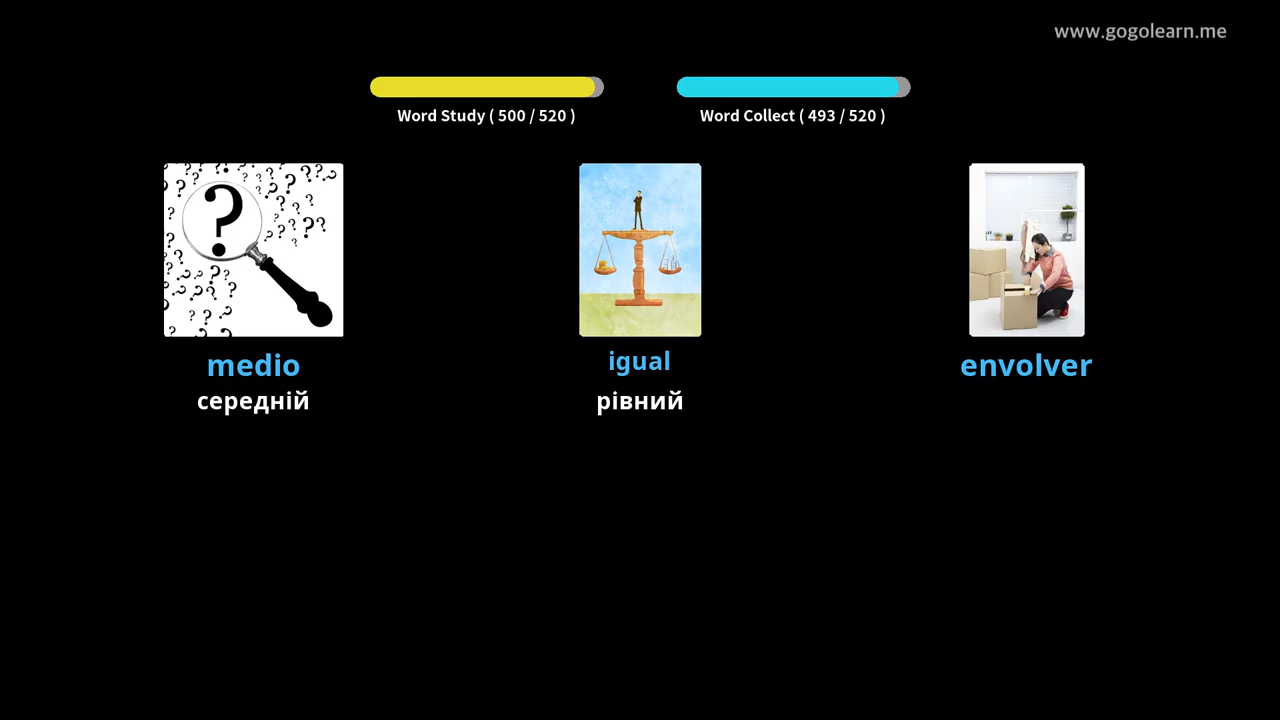 www.gogolearn.me
Word Study ( 500 / 520 )
Word Collect ( 493 / 520 )
medio
середній
igual
рівний
envolver